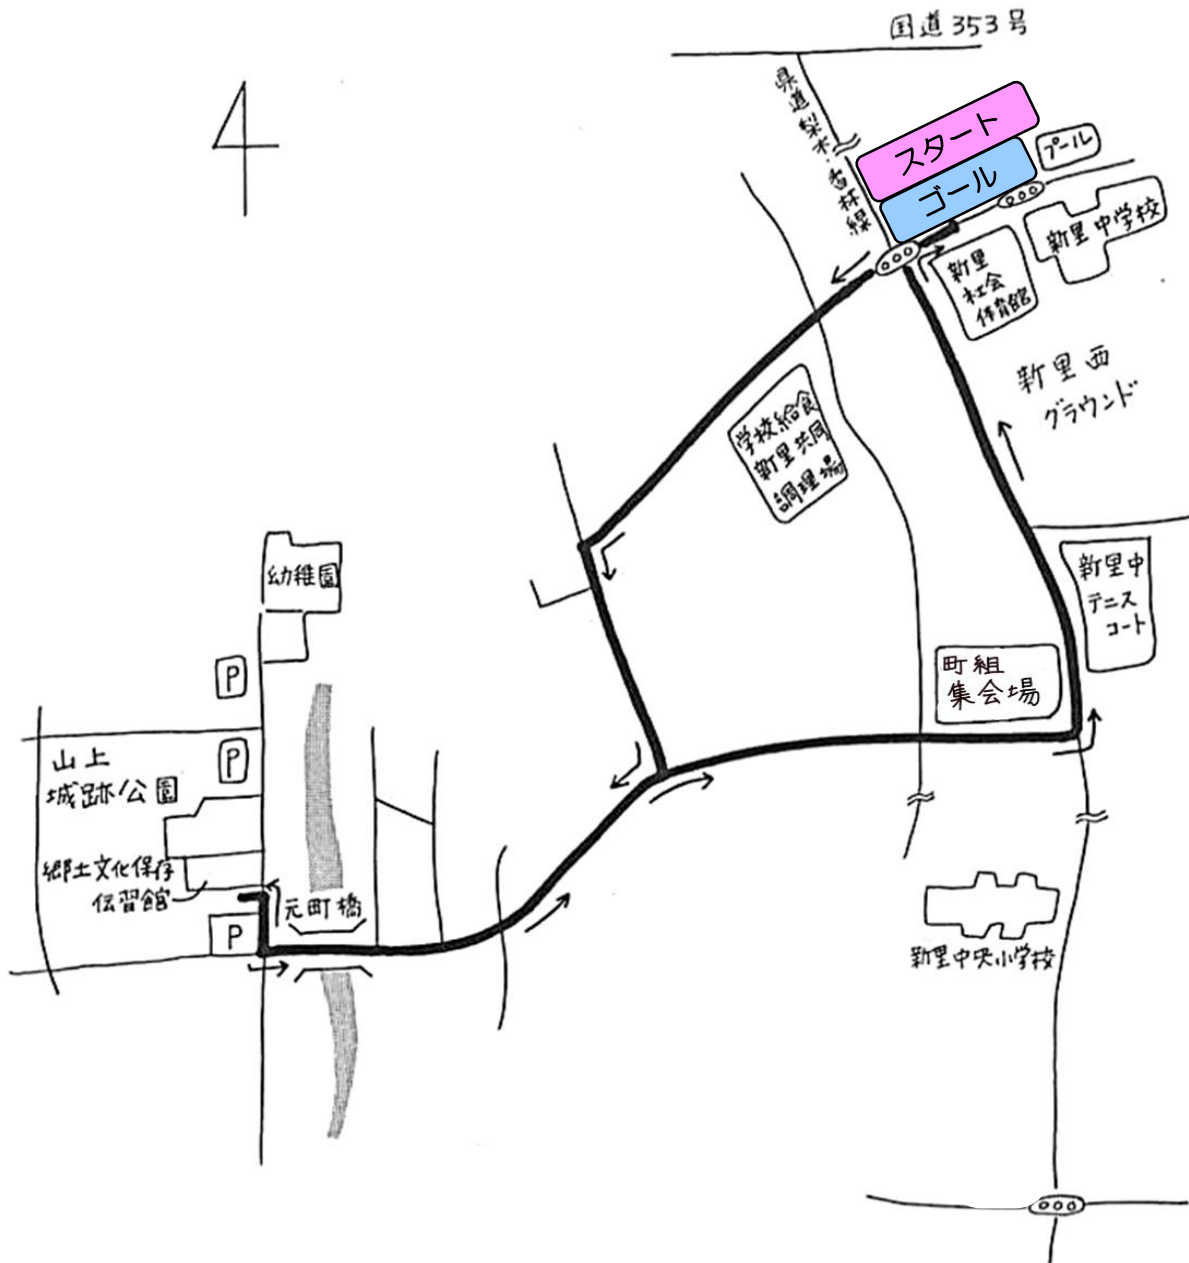 国道353号
県道梨木・香林線
スタート
ゴール
プール
新里中学校
新里
社会
体育館
新里西
グラウンド
学校給食
新里共同
調理場
幼稚園
新里中
テニス
コート
町組
集会場
P
山上
城跡公園
P
郷土文化保存
伝習館
元町橋
P
新里中央小学校